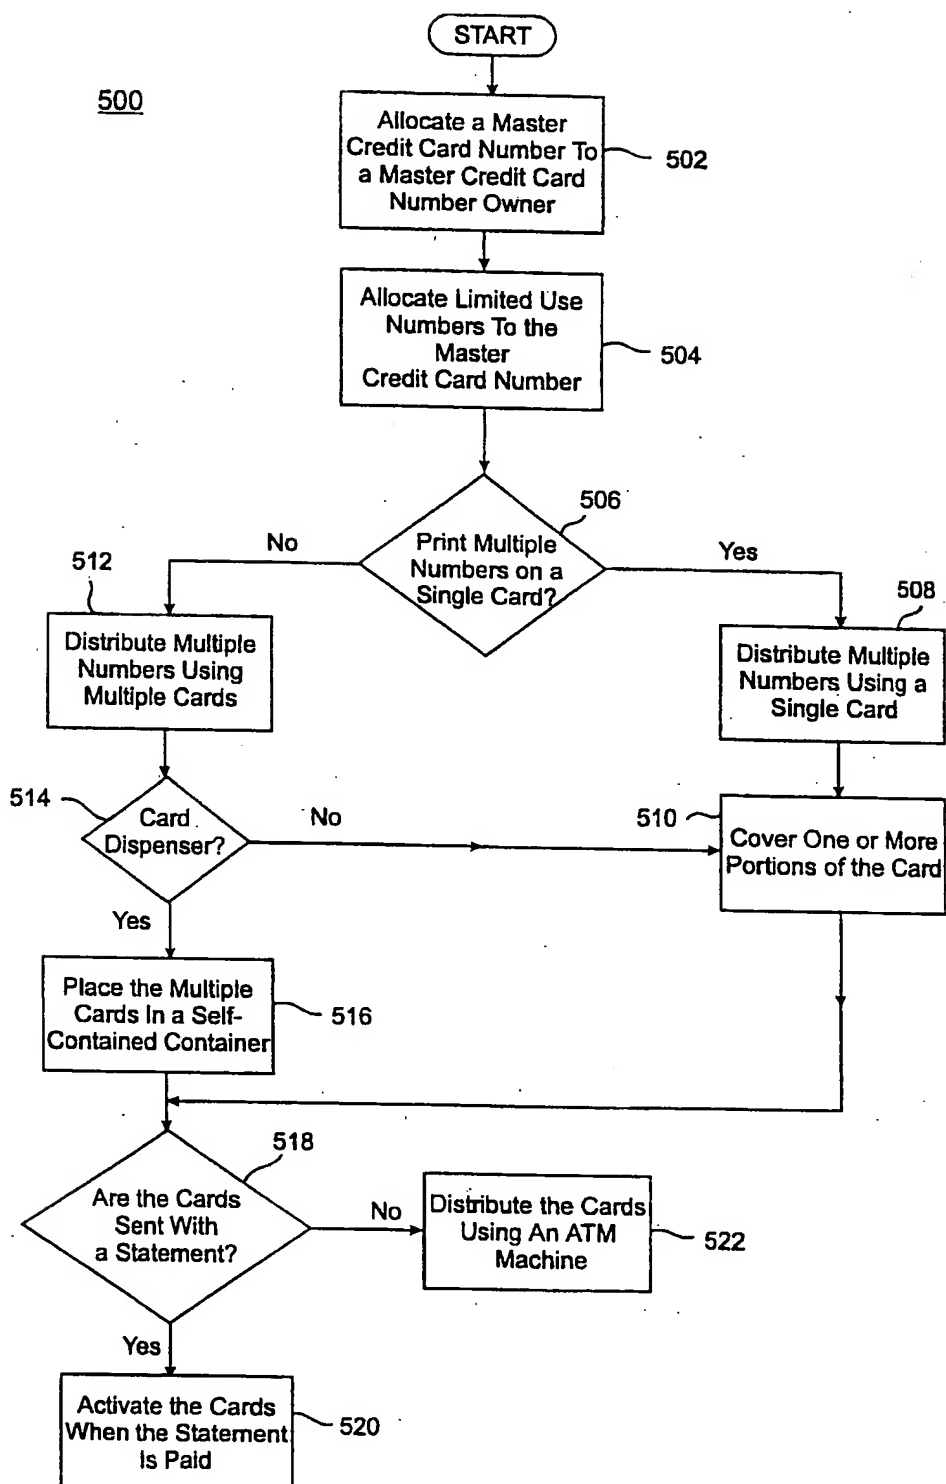 START
500
Allocate a Master
Credit Card Number To
a Master Credit Card
Number Owner
502
Allocate Limited Use
Numbers To the
Master
Credit Card Number
504
506
Print Multiple
Numbers on a
Single Card?
No
Yes
512
Distribute Multiple
Numbers Using
Multiple Cards
508
Distribute Multiple
Numbers Using a
Single Card
514
Card
Dispenser?
No
510
Cover One or More
Portions of the Card
Yes
Place the Multiple
Cards In a Self-
Contained Container
516
518
Are the Cards
Sent With
a Statement?
No
Distribute the Cards
Using An ATM
Machine
522
Yes
Activate the Cards
When the Statement
Is Paid
520